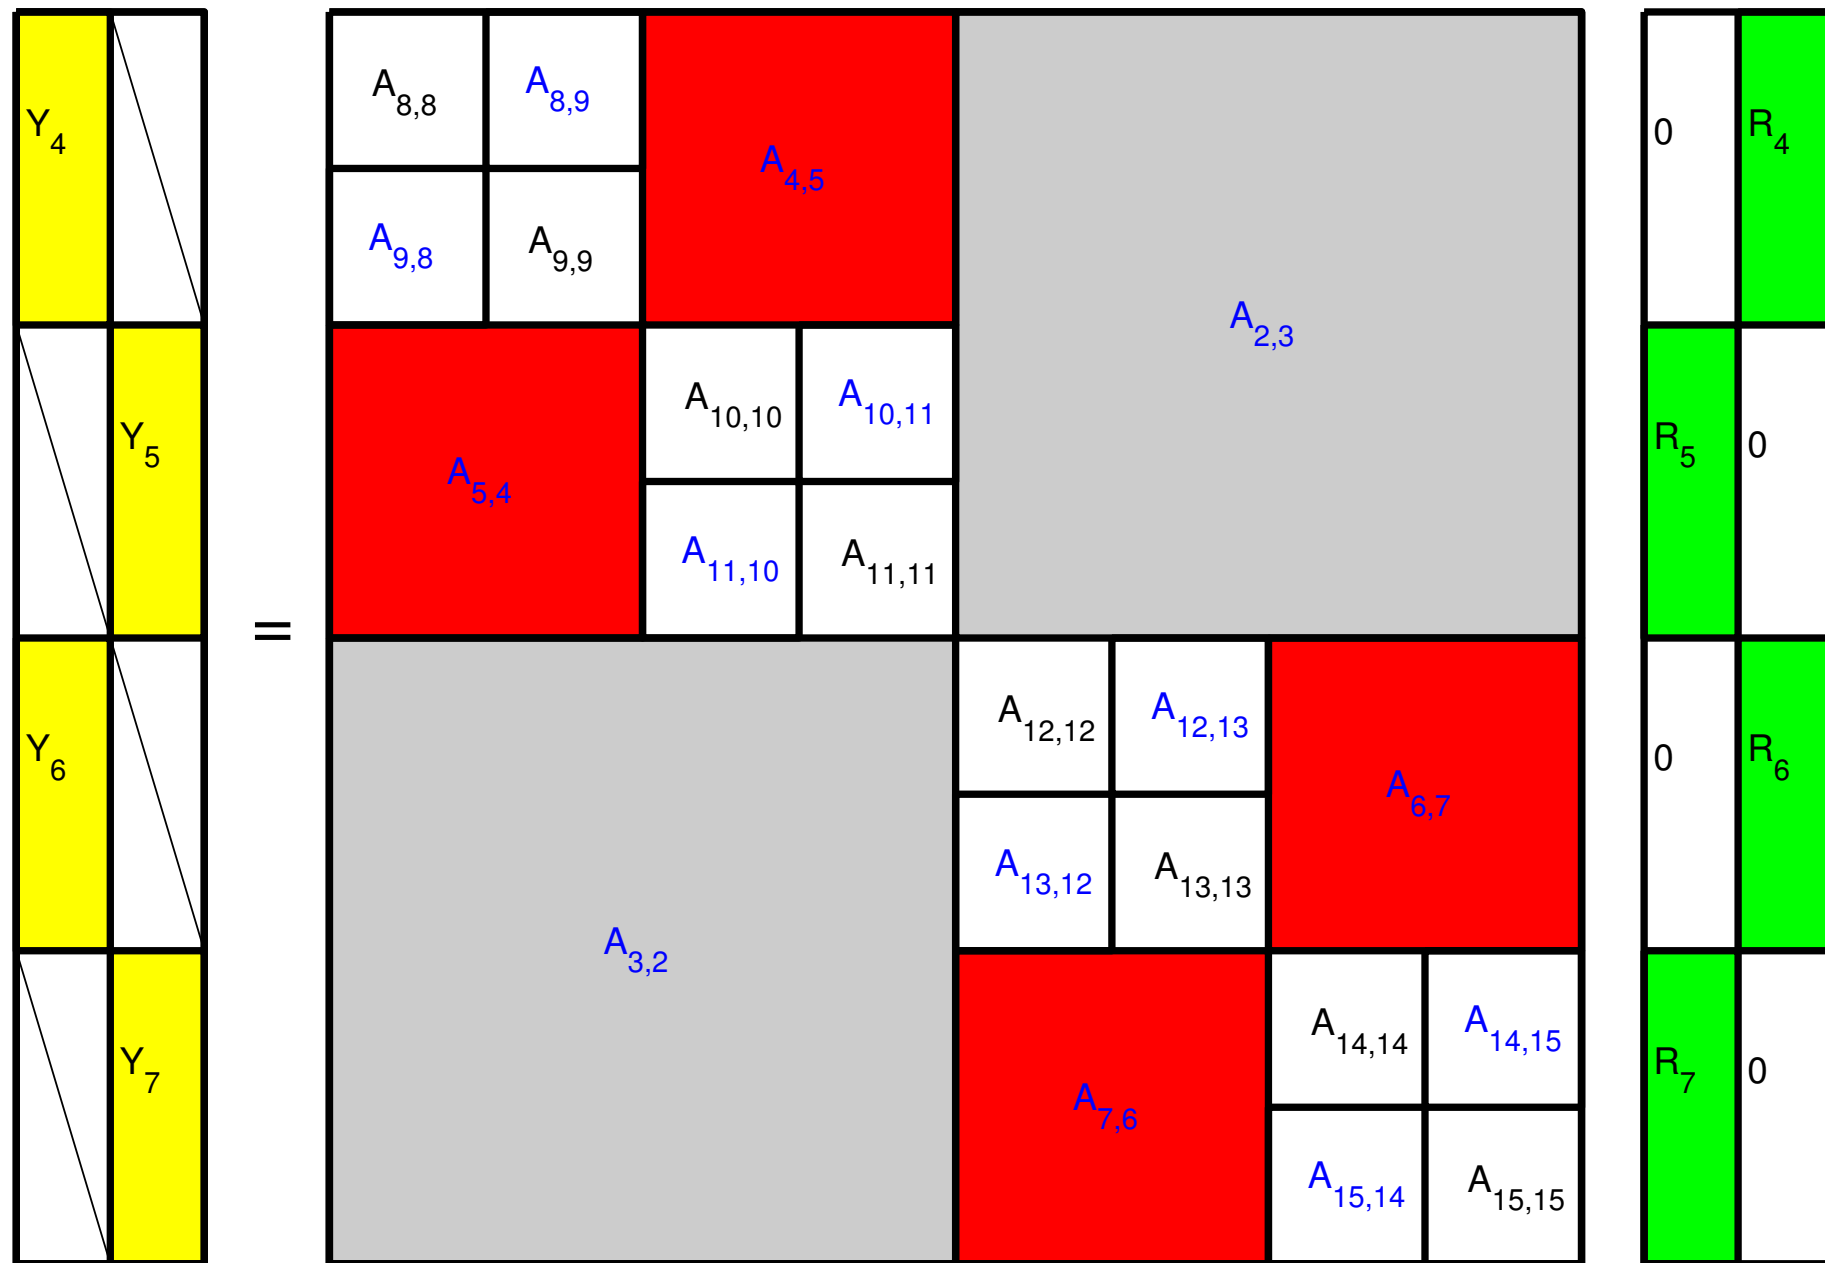 A8,8 A8,9
Y4 A4,5 0 R4
A9,8 A9,9
A2,3
A10,10 A10,11
Y5 A5,4 R5 0
A11,10 A11,11
=
A12,12 A12,13
Y6 A6,7 0 R6
A13,12 A13,13
A3,2
A14,14 A14,15
Y7 A7,6 R7 0
A15,14 A15,15